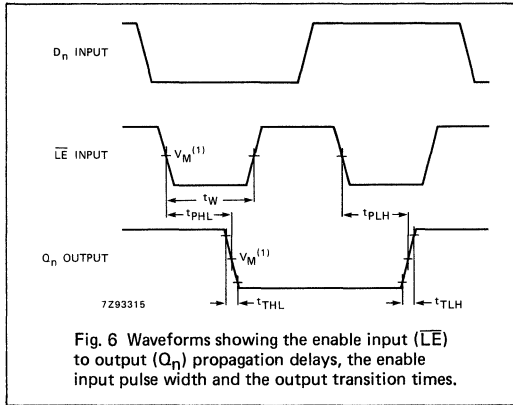 Dn INPUT
LE INPUT
VM(1)
tW
tPHL
tPLH
Qn OUTPUT
VM(1)
7Z93315
tTHL
tTLH
Fig. 6 Waveforms showing the enable input (LE)
to output (Qn) propagation delays, the enable
input pulse width and the output transition times.